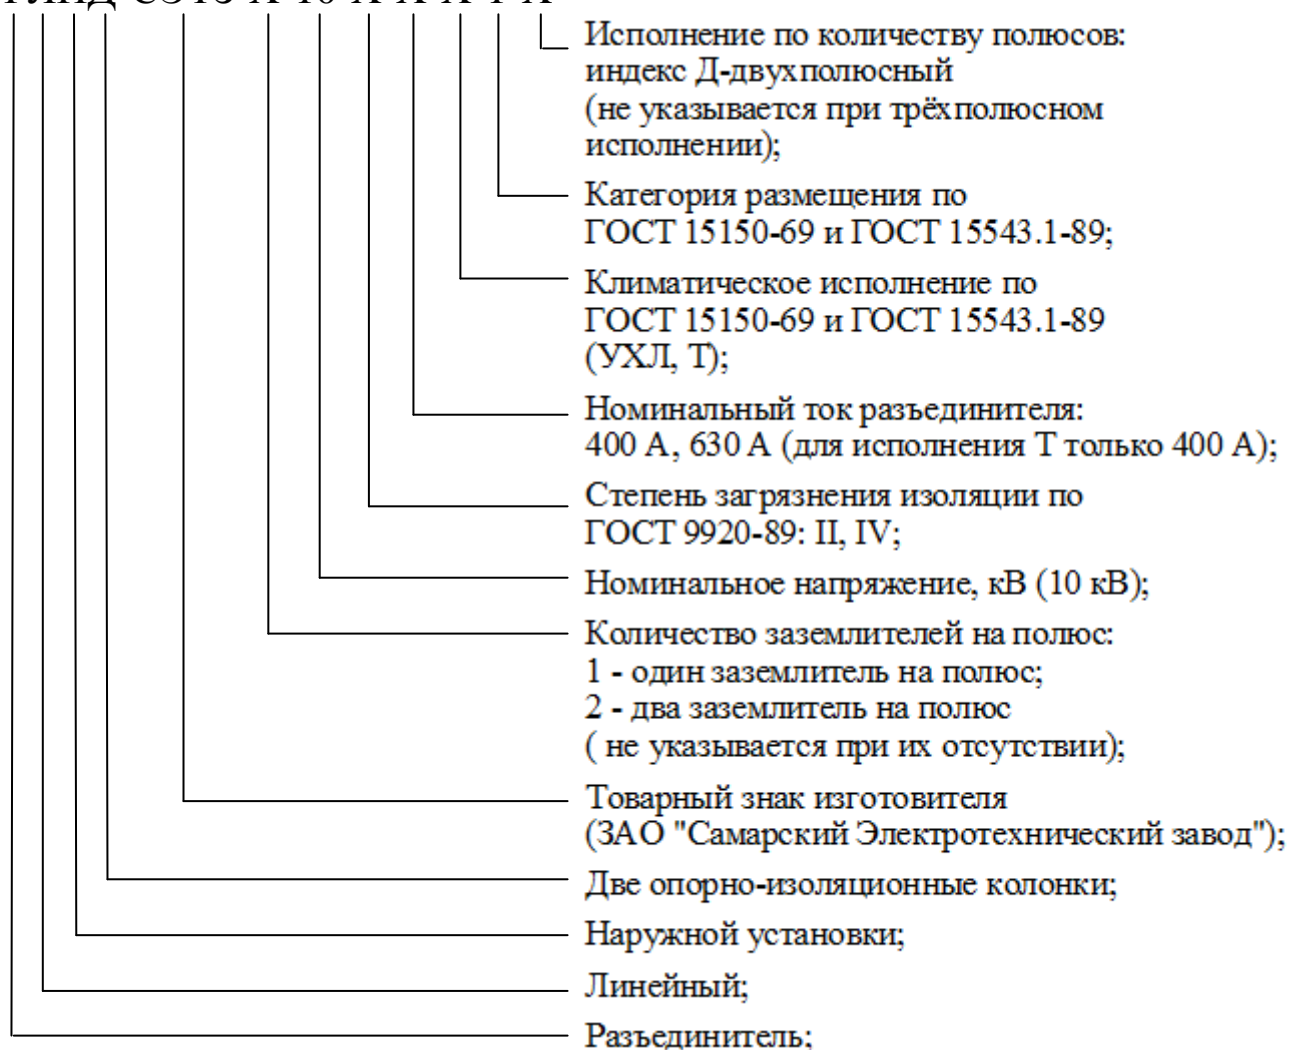 РЛНД-СЭТЗ-Х-10-Х-Х-Х-1-Х
Исполнение по количеству полюсов:
индекс Д-двухполюсный
(не указывается при трёхполюсном
исполнении);
Категория размещения по
ГОСТ 15150-69 и ГОСТ 15543.1-89;
Климатическое исполнение по
ГОСТ 15150-69 и ГОСТ 15543.1-89
(УХЛ, Т);
Номинальный ток разъединителя:
400 А, 630 А (для исполнения Т только 400 А);
Степень загрязнения изоляции по
ГОСТ 9920-89: II, IV;
Номинальное напряжение, кВ (10 кВ);
Количество заземлителей на полюс:
1 - один заземлитель на полюс;
2 - два заземлитель на полюс
( не указывается при их отсутствии);
Товарный знак изготовителя
(ЗАО "Самарский Электротехнический завод");
Две опорно-изоляционные колонки;
Наружной установки;
Линейный;
Разъединитель;